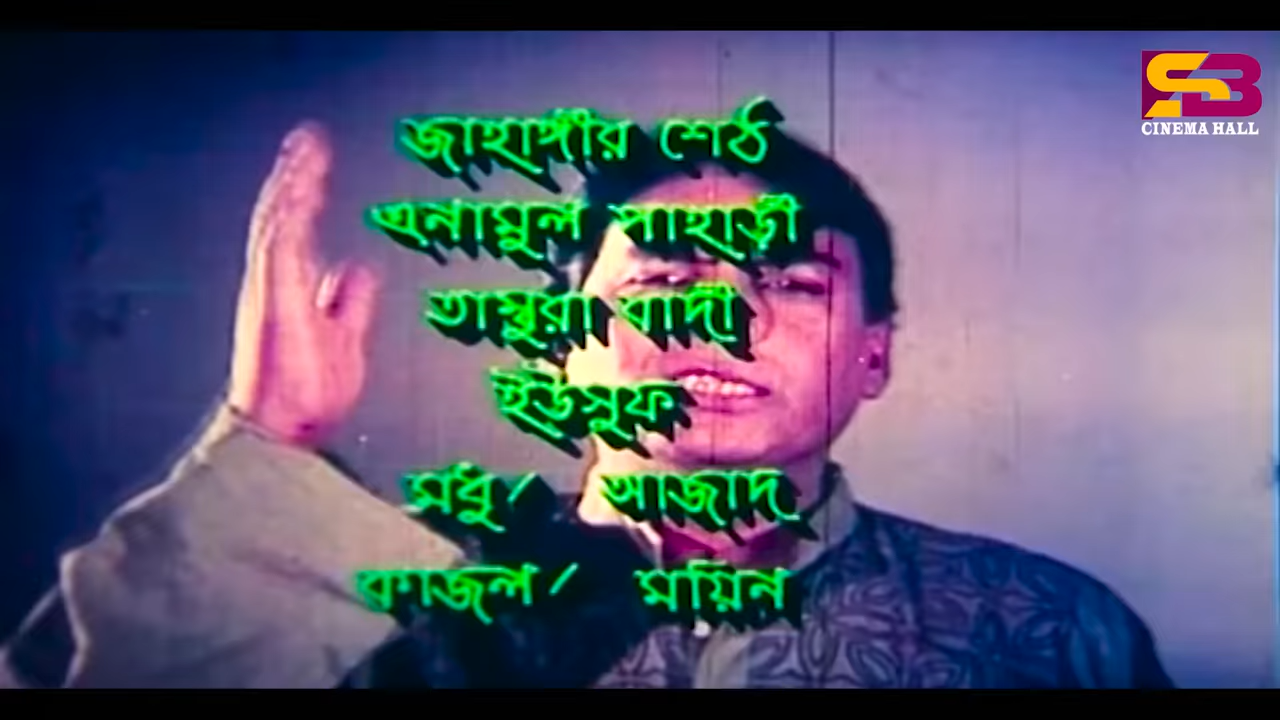 SB
CINEMA HALL
জাহাঙ্গীর শেঠ
এনামুল পাহাড়ী
তাম্বুরা বাদী
ইউসুফ
মধু / আজাদ
কাজল / ময়িন